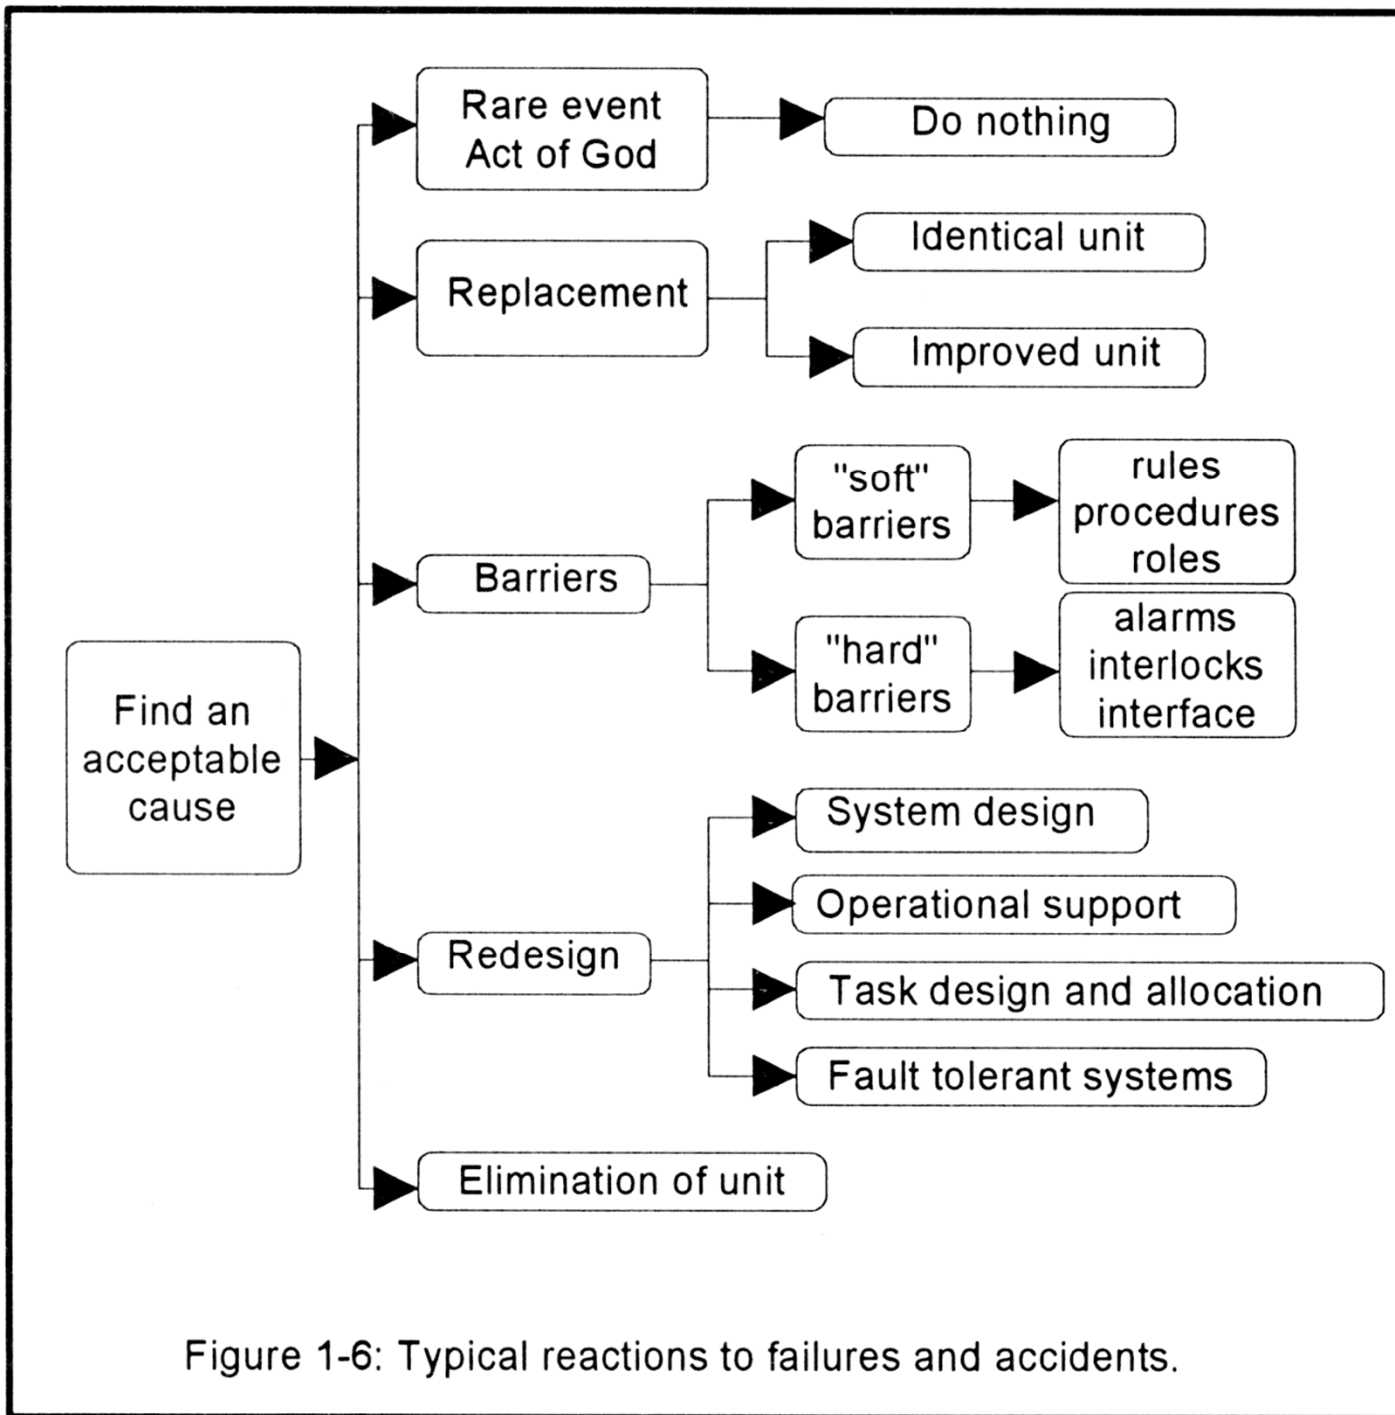 Rare event
Act of God
Do nothing
Replacement
Identical unit
Improved unit
Barriers
"soft"
barriers
rules
procedures
roles
"hard"
barriers
alarms
interlocks
interface
Find an
acceptable
cause
Redesign
System design
Operational support
Task design and allocation
Fault tolerant systems
Elimination of unit
Figure 1-6: Typical reactions to failures and accidents.